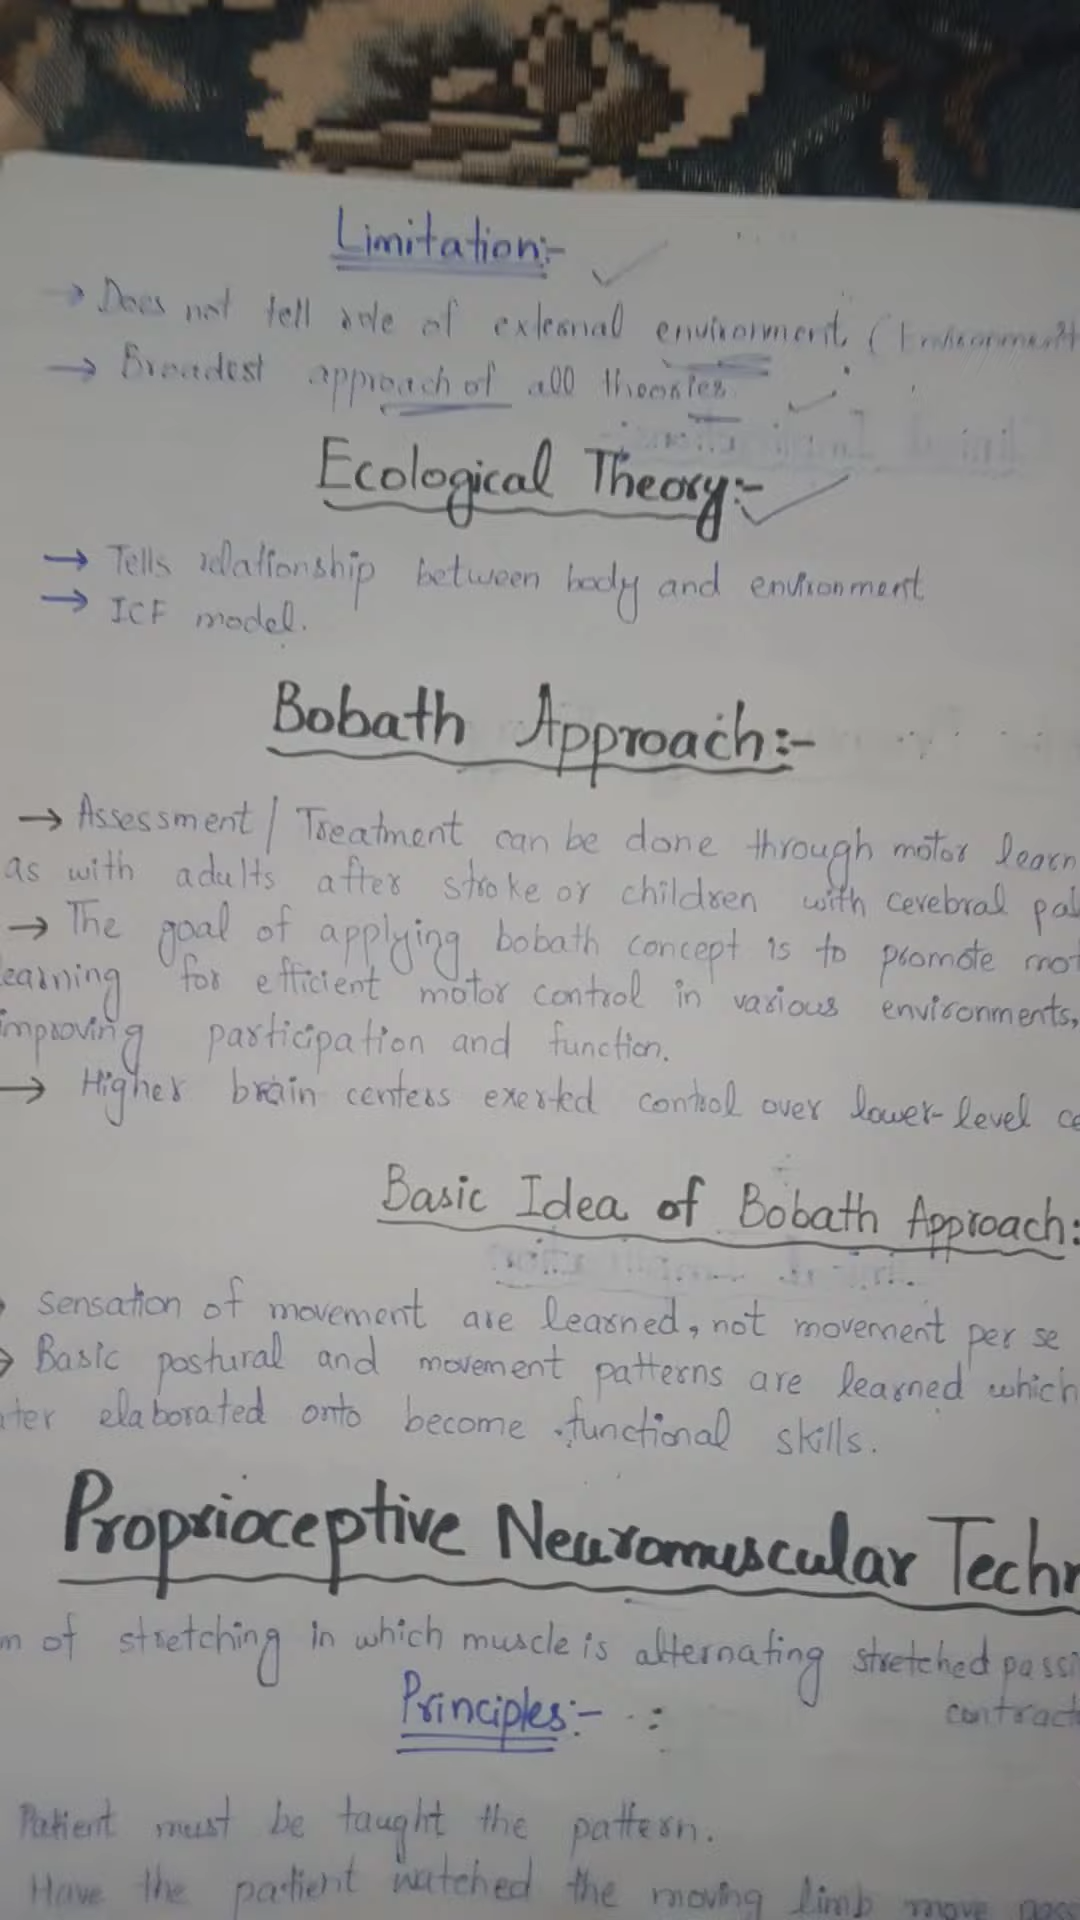 Limitation:-
→ Does not tell role of external environment (Environment
→ Broadest approach of all theories.
Ecological Theory:-
→ Tells relationship between body and environment
→ ICF model.
Bobath Approach:-
→ Assessment / Treatment can be done through motor learn
as with adults after stroke or children with cerebral pal
→ The goal of applying bobath concept is to promote mot
earning for efficient motor control in various environments,
improving participation and function.
→ Higher brain centers exerted control over lower-level ce
Basic Idea of Bobath Approach:
sensation of movement are learned, not movement per se
→ Basic postural and movement patterns are learned which
ater elaborated onto become functional skills.
Proprioceptive Neuromuscular Techn
m of stretching in which muscle is alternating stretched passi
contract
Principles:-
Patient must be taught the pattern.
Have the patient watched the moving limb move pass